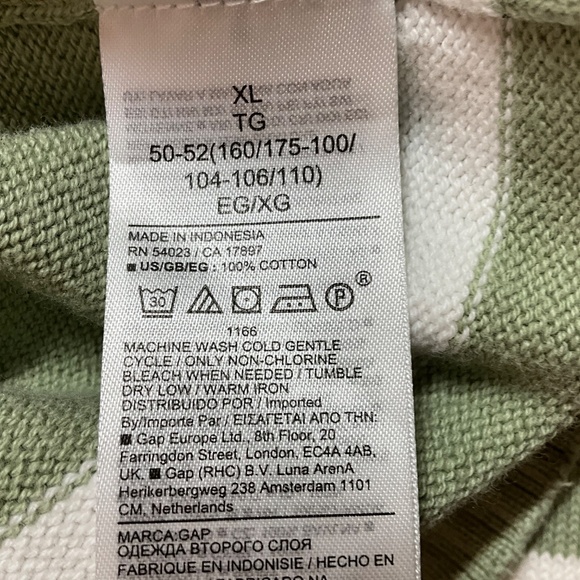 XL
TG
50-52(160/175-100/
104-106/110)
EG/XG
MADE IN INDONESIA
RN 54023 / CA 17897
US/GB/EG : 100% COTTON
30 P ®
1166
MACHINE WASH COLD GENTLE
CYCLE / ONLY NON-CHLORINE
BLEACH WHEN NEEDED / TUMBLE
DRY LOW / WARM IRON
DISTRIBUIDO POR / Imported
By/Importe Par / ΕΙΣΑΓΕΤΑΙ ΑΠΟ ΤΗΝ:
Gap Europe Ltd., 8th Floor, 20
Farringdon Street, London, EC4A 4AB,
UK. Gap (RHC) B.V. Luna ArenA
Herikerbergweg 238 Amsterdam 1101
CM, Netherlands
MARCA:GAP
ОДЕЖДА ВТОРОГО СЛОЯ
FABRIQUE EN INDONESIE / HECHO EN